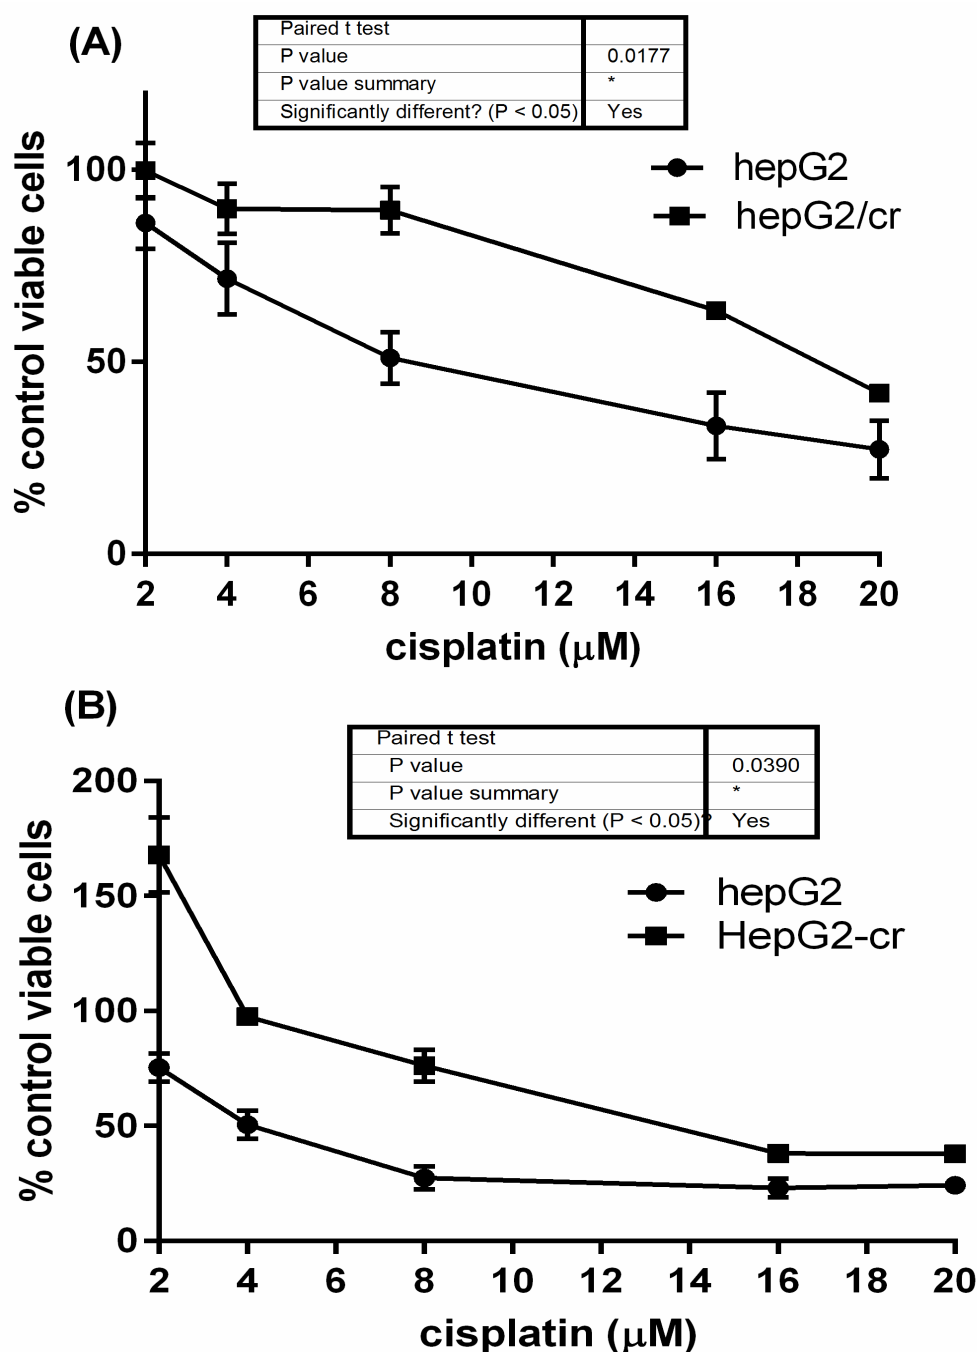 (A)
Paired t test
P value 0.0177
P value summary *
Significantly different? (P < 0.05) Yes
hepG2
hepG2/cr
% control viable cells
100
50
0
2 4 6 8 10 12 14 16 18 20
cisplatin (μM)
(B)
Paired t test
P value 0.0390
P value summary *
Significantly different (P < 0.05)? Yes
hepG2
HepG2-cr
% control viable cells
200
150
100
50
0
2 4 6 8 10 12 14 16 18 20
cisplatin (μM)